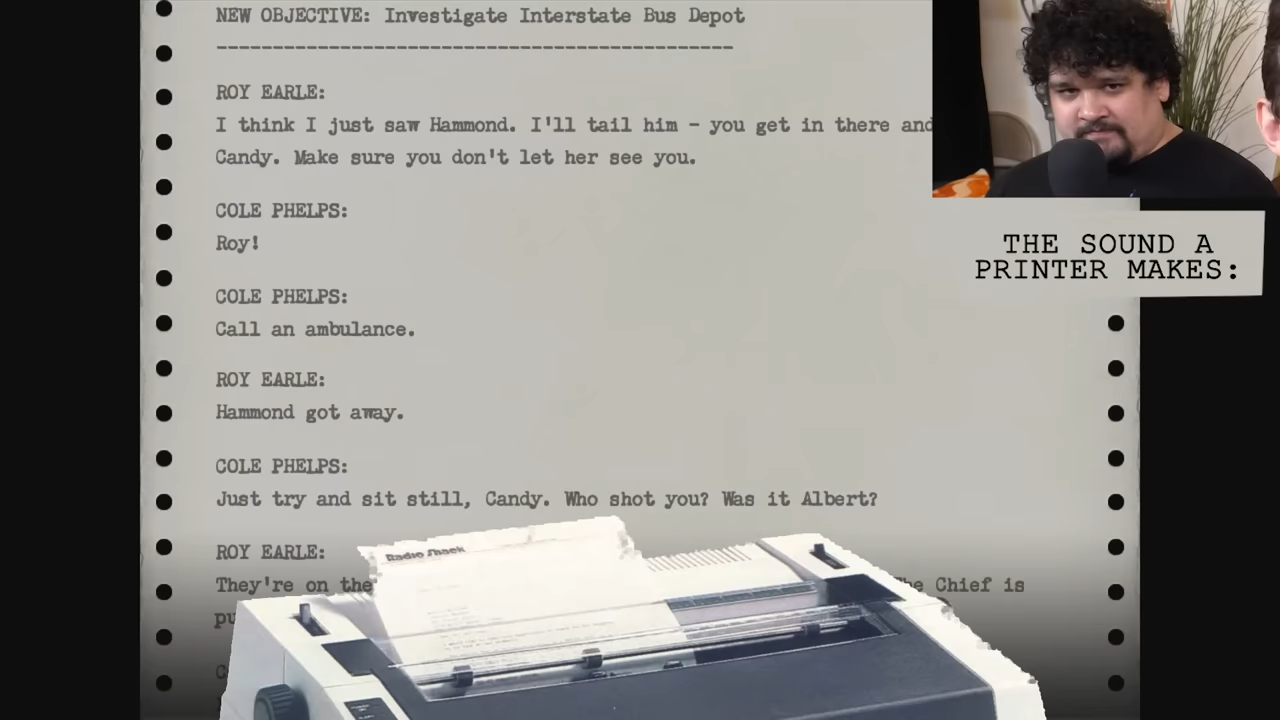 NEW OBJECTIVE: Investigate Interstate Bus Depot
-----------------------------------------------
ROY EARLE:
I think I just saw Hammond. I'll tail him - you get in there and
Candy. Make sure you don't let her see you.
COLE PHELPS:
Roy!
COLE PHELPS:
Call an ambulance.
ROY EARLE:
Hammond got away.
COLE PHELPS:
Just try and sit still, Candy. Who shot you? Was it Albert?
ROY EARLE:
They're on the Chief is
THE SOUND A
PRINTER MAKES:
Radio Shack